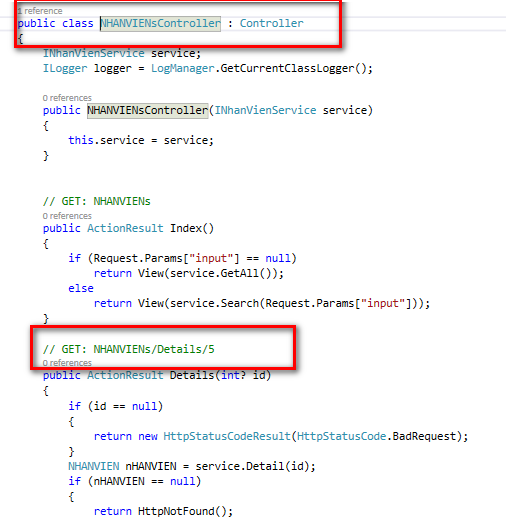 1 reference
public class NHANVIENsController : Controller
{
INhanVienService service;
ILogger logger = LogManager.GetCurrentClassLogger();
0 references
public NHANVIENsController(INhanVienService service)
{
this.service = service;
}
// GET: NHANVIENs
0 references
public ActionResult Index()
{
if (Request.Params["input"] == null)
return View(service.GetAll());
else
return View(service.Search(Request.Params["input"]));
}
// GET: NHANVIENs/Details/5
0 references
public ActionResult Details(int? id)
{
if (id == null)
{
return new HttpStatusCodeResult(HttpStatusCode.BadRequest);
}
NHANVIEN nHANVIEN = service.Detail(id);
if (nHANVIEN == null)
{
return HttpNotFound();